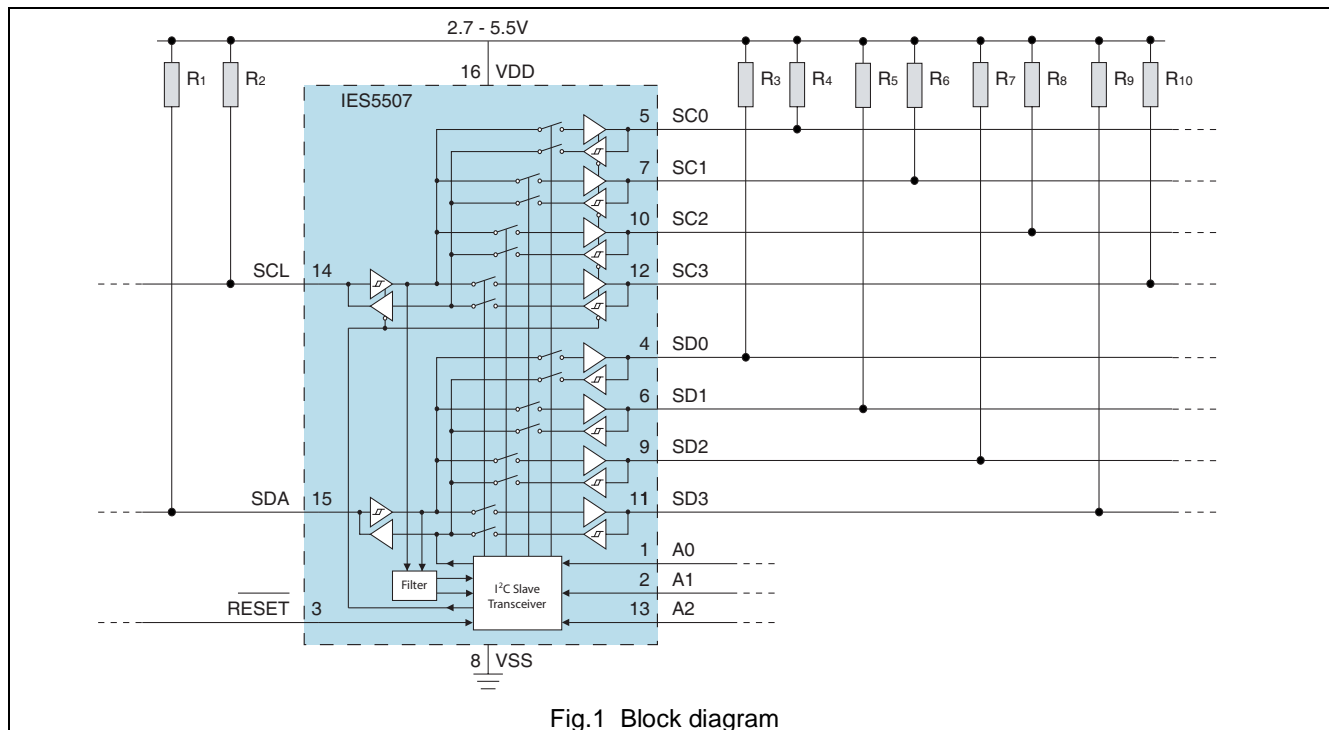 2.7 - 5.5V
R1 R2 R3 R4 R5 R6 R7 R8 R9 R10
16 VDD
IES5507
5 SC0
7 SC1
10 SC2
12 SC3
SCL 14
4 SD0
6 SD1
9 SD2
SDA 15
11 SD3
1 A0
Filter
I²C Slave
Transceiver
2 A1
RESET 3
13 A2
8 VSS
Fig.1 Block diagram